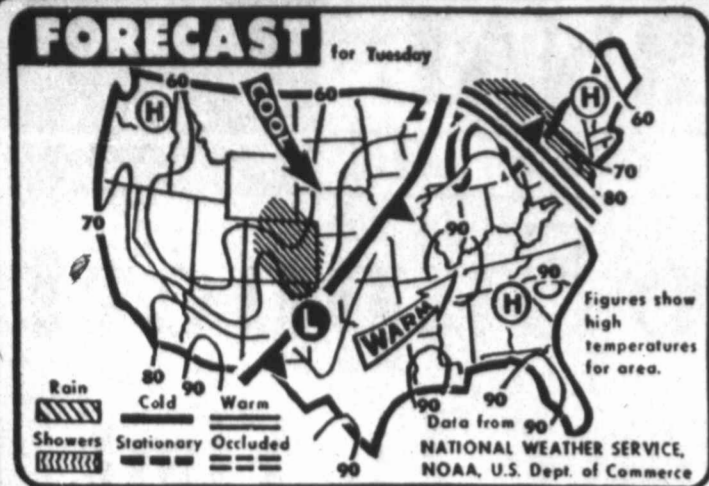 FORECAST for Tuesday
60
COOL
60
H
H
60
70
80
70
90
90
H
L
WARM
Figures show
high
temperatures
for area.
80
90
90
90
90
90
Rain
Cold
Warm
Showers
Stationary
Occluded
Data from
NATIONAL WEATHER SERVICE,
NOAA, U.S. Dept. of Commerce